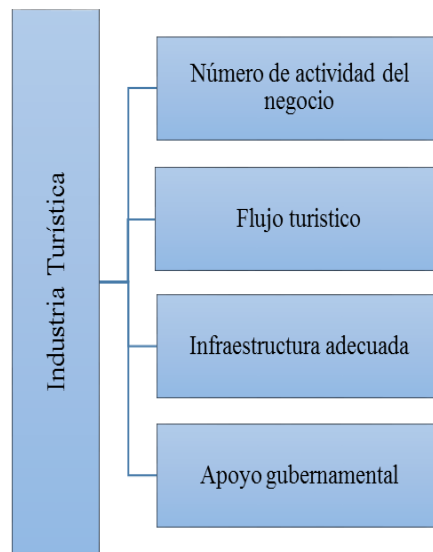 Industria Turística
Número de actividad del
negocio
Flujo turistico
Infraestructura adecuada
Apoyo gubernamental